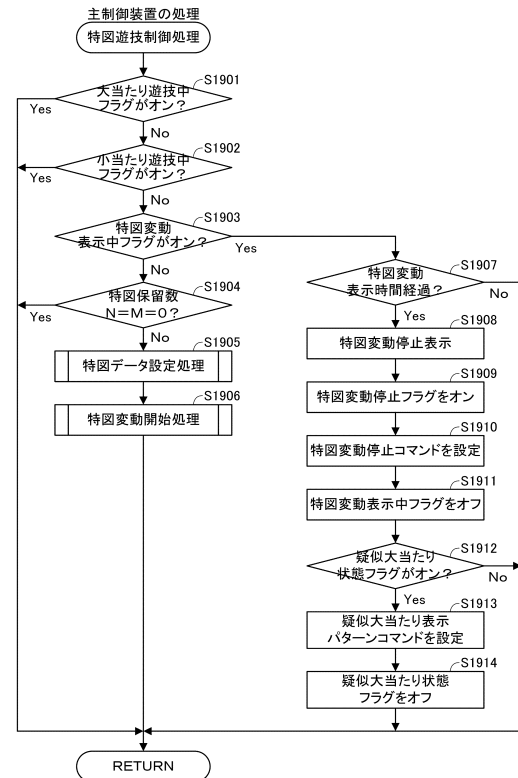 主制御装置の処理
特図遊技制御処理
S1901
大当たり遊技中
フラグがオン？
Yes
No
S1902
小当たり遊技中
フラグがオン？
Yes
No
S1903
特図変動
表示中フラグがオン？
Yes
No
S1904
特図保留数
N＝M＝0？
Yes
No
S1905
特図データ設定処理
S1906
特図変動開始処理
S1907
特図変動
表示時間経過？
No
Yes
S1908
特図変動停止表示
S1909
特図変動停止フラグをオン
S1910
特図変動停止コマンドを設定
S1911
特図変動表示中フラグをオフ
S1912
疑似大当たり
状態フラグがオン？
No
Yes
S1913
疑似大当たり表示
パターンコマンドを設定
S1914
疑似大当たり状態
フラグをオフ
RETURN